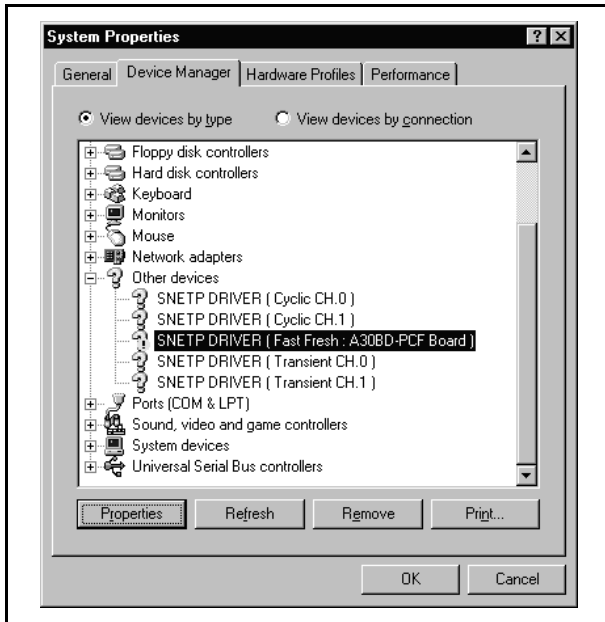 System Properties
General Device Manager Hardware Profiles Performance
View devices by type View devices by connection
Floppy disk controllers
Hard disk controllers
Keyboard
Monitors
Mouse
Network adapters
Other devices
SNETP DRIVER ( Cyclic CH.0 )
SNETP DRIVER ( Cyclic CH.1 )
SNETP DRIVER ( Fast Fresh : A30BD-PCF Board )
SNETP DRIVER ( Transient CH.0 )
SNETP DRIVER ( Transient CH.1 )
Ports (COM & LPT)
Sound, video and game controllers
System devices
Universal Serial Bus controllers
Properties Refresh Remove Print...
OK Cancel